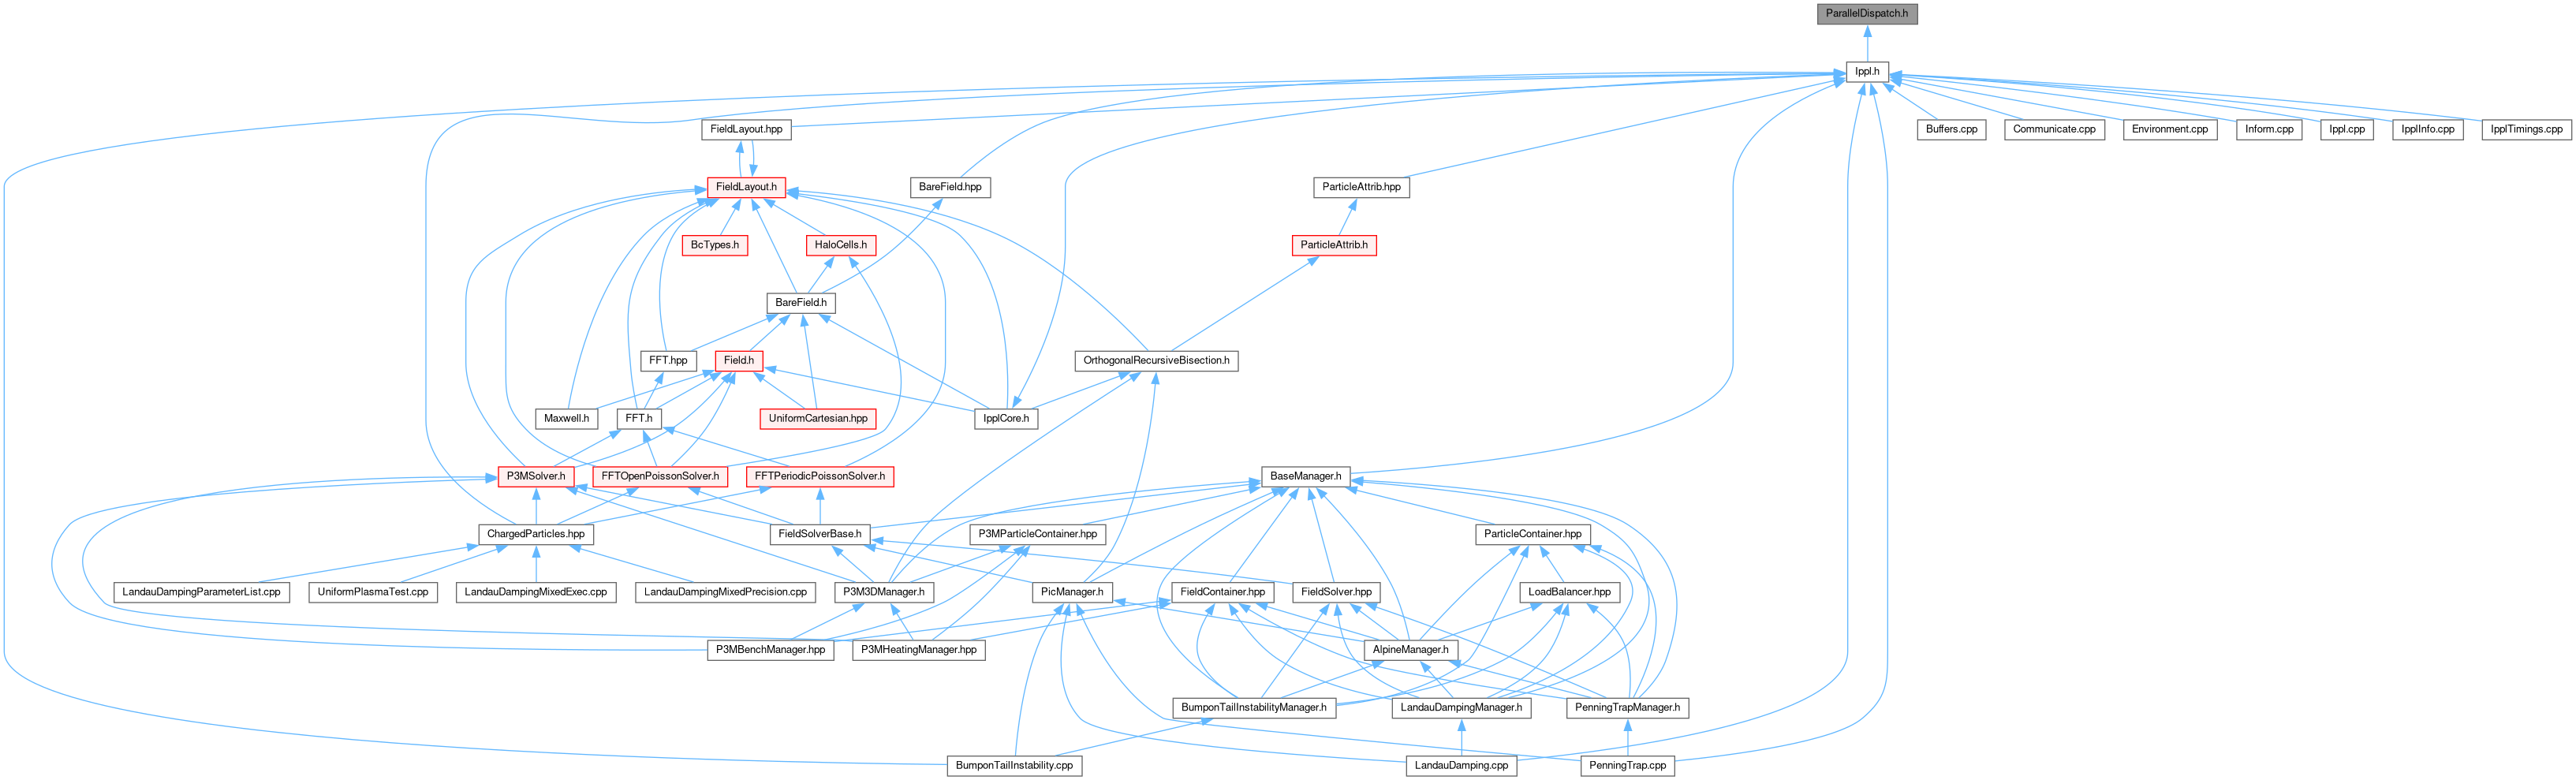 ParallelDispatch.h
Ippl.h
FieldLayout.hpp
Buffers.cpp
Communicate.cpp
Environment.cpp
Inform.cpp
Ippl.cpp
IpplInfo.cpp
IpplTimings.cpp
FieldLayout.h
BareField.hpp
ParticleAttrib.hpp
BcTypes.h
HaloCells.h
ParticleAttrib.h
BareField.h
FFT.hpp
Field.h
OrthogonalRecursiveBisection.h
Maxwell.h
FFT.h
UniformCartesian.hpp
IpplCore.h
P3MSolver.h
FFTOpenPoissonSolver.h
FFTPeriodicPoissonSolver.h
BaseManager.h
ChargedParticles.hpp
FieldSolverBase.h
P3MParticleContainer.hpp
ParticleContainer.hpp
LandauDampingParameterList.cpp
UniformPlasmaTest.cpp
LandauDampingMixedExec.cpp
LandauDampingMixedPrecision.cpp
P3M3DManager.h
PicManager.h
FieldContainer.hpp
FieldSolver.hpp
LoadBalancer.hpp
P3MBenchManager.hpp
P3MHeatingManager.hpp
AlpineManager.h
BumponTailInstabilityManager.h
LandauDampingManager.h
PenningTrapManager.h
BumponTailInstability.cpp
LandauDamping.cpp
PenningTrap.cpp